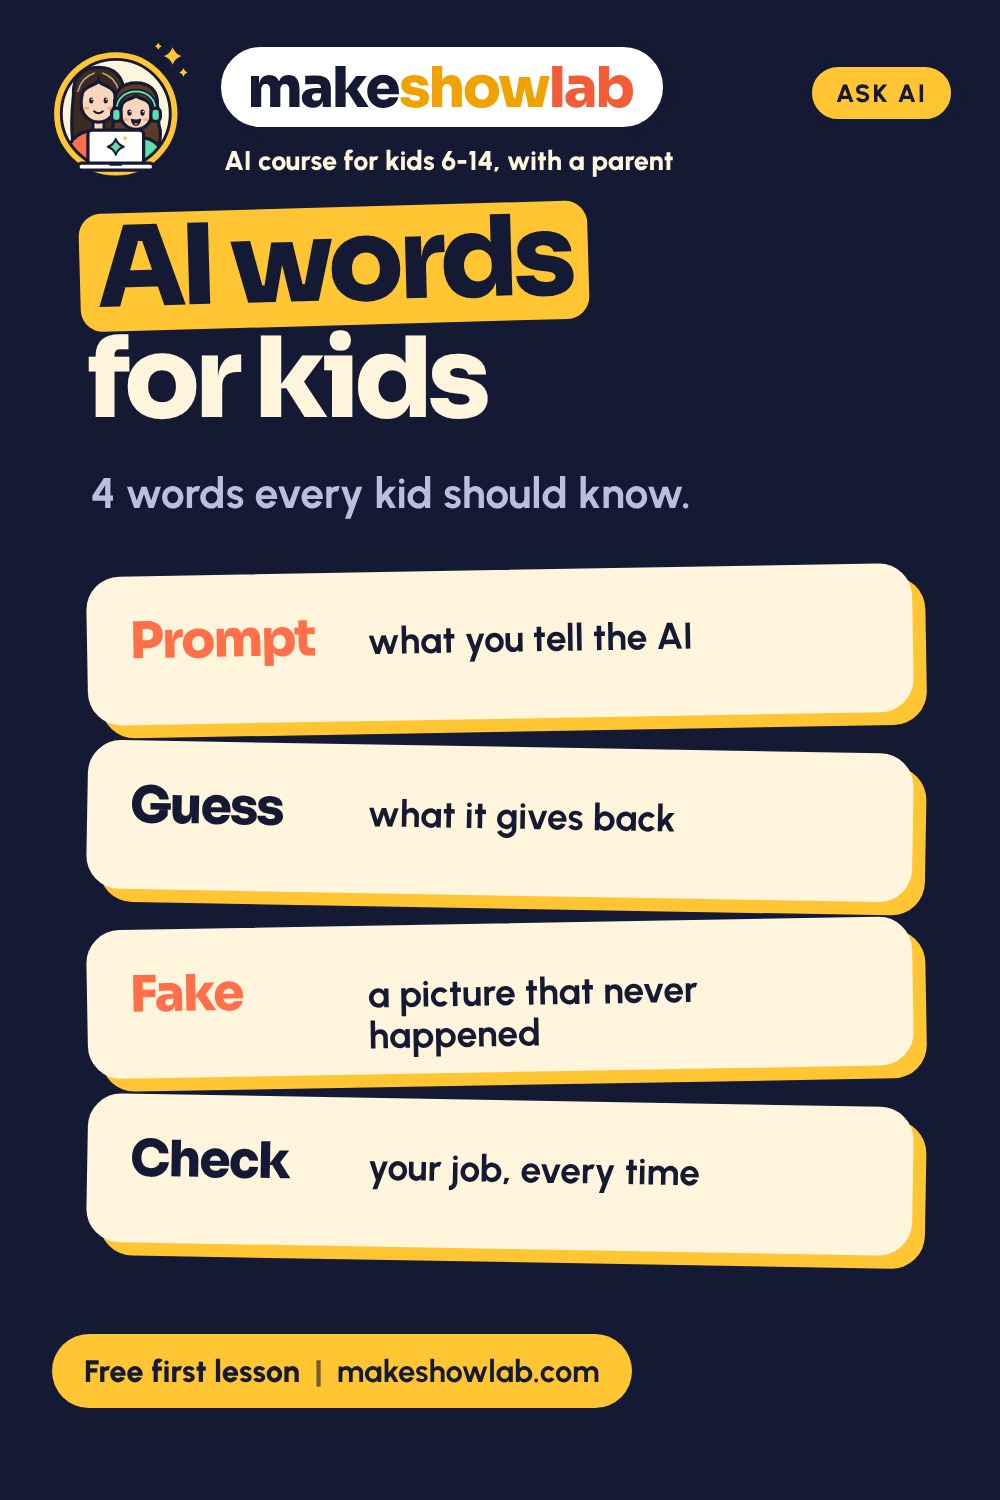 makeshowlab
ASK AI
AI course for kids 6-14, with a parent
AI words
for kids
4 words every kid should know.
Prompt what you tell the AI
Guess what it gives back
Fake a picture that never
happened
Check your job, every time
Free first lesson | makeshowlab.com